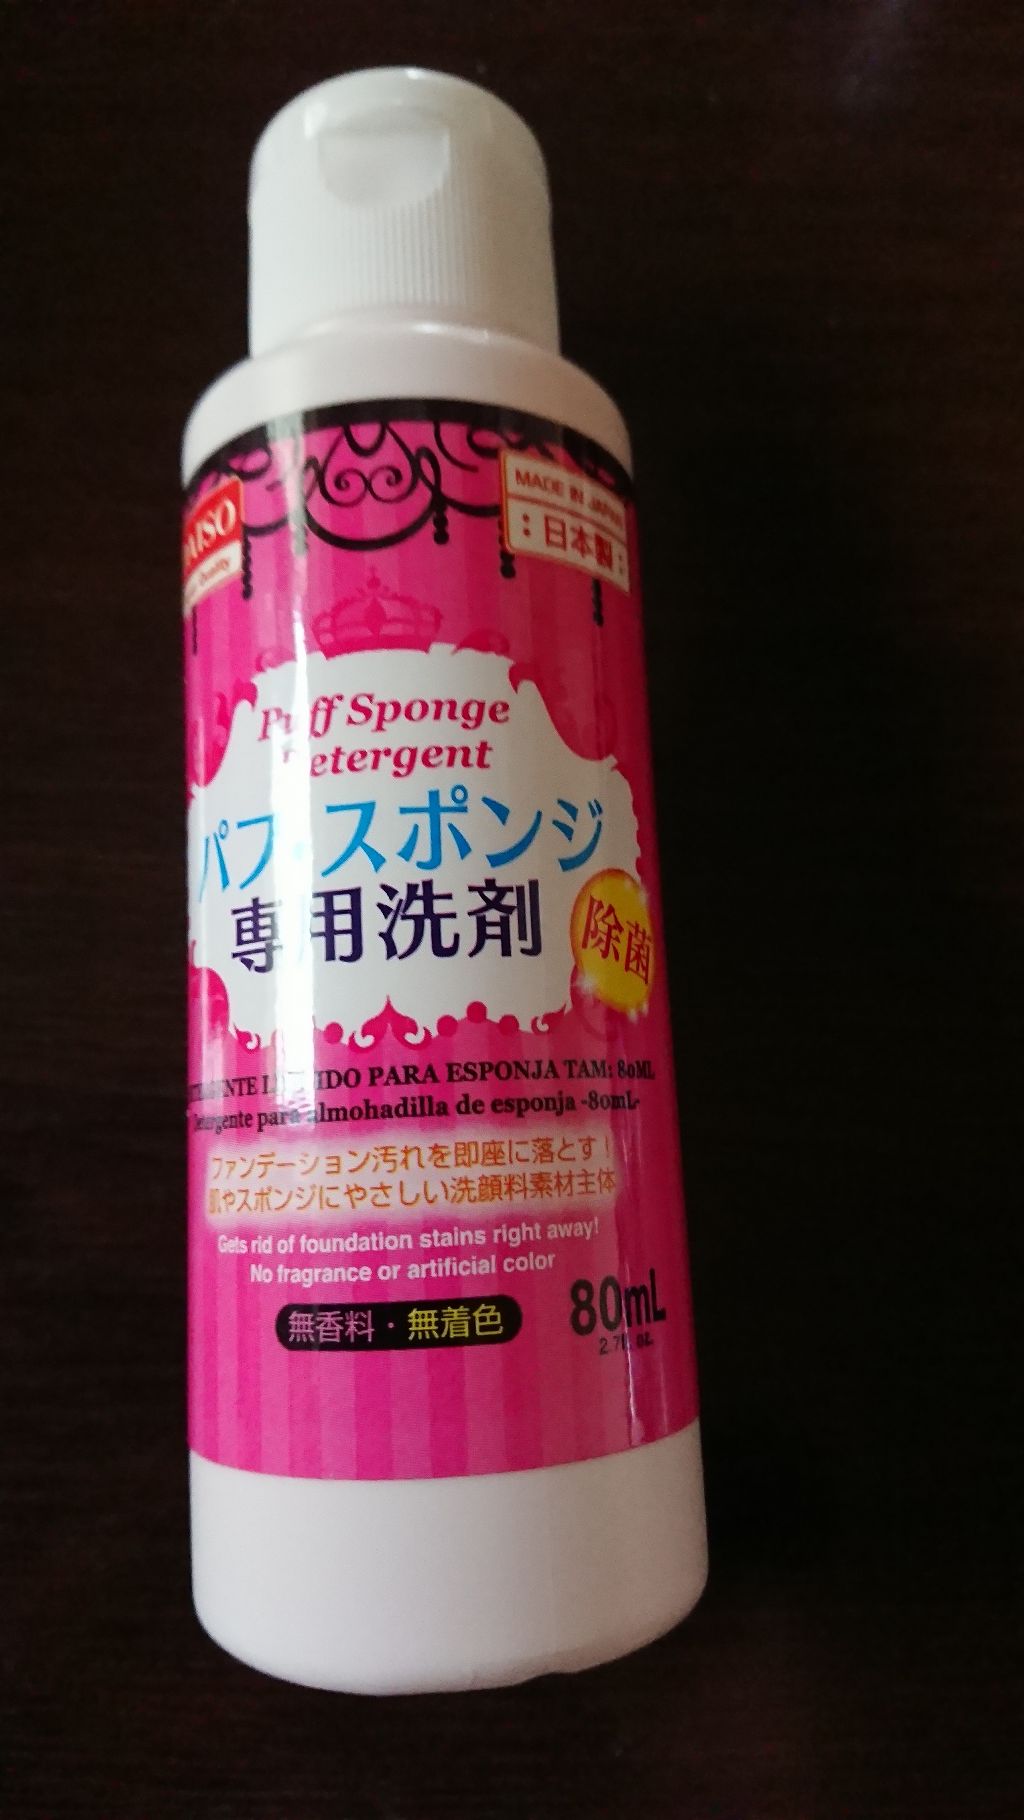 MADE IN JAPAN
:日本製:
Quality
Puff Sponge
Detergent
パフ・スポンジ
専用洗剤
除菌
PARA ESPONJA TAM: 80ML
para almohadilla de esponja -80mL-
ファンデーション汚れを即座に落とす!
肌やスポンジにやさしい洗顔料素材主体
Gets rid of foundation stains right away!
No fragrance or artificial color
無香料・無着色
80mL